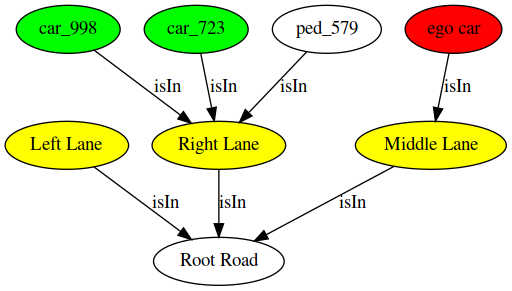 car_998
car_723
ped_579
ego car
isIn
isIn
isIn
isIn
Left Lane
Right Lane
Middle Lane
isIn
isIn
isIn
Root Road